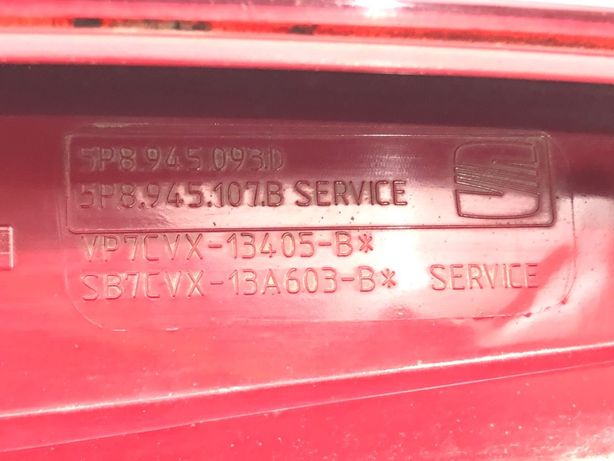 5P8.945.093.D
5P8.945.107.B SERVICE
VP7CVX-13405-B*
SB7CVX-13A603-B* SERVICE